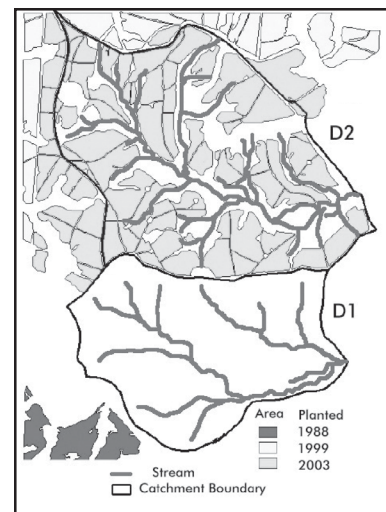 D2
D1
Area Planted
1988
1999
2003
Stream
Catchment Boundary